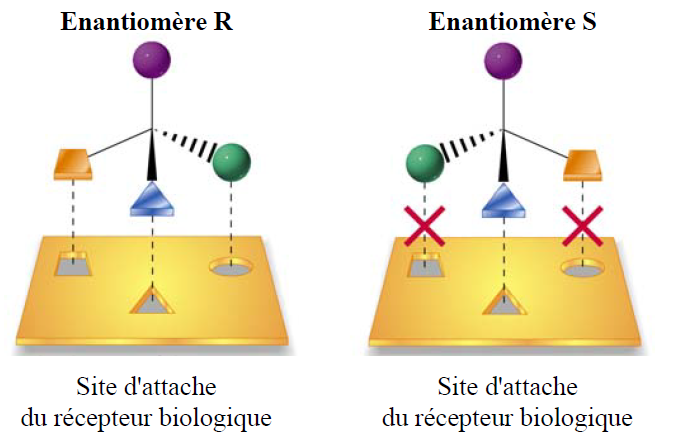 Enantiomère R
Enantiomère S
Site d'attache
du récepteur biologique
Site d'attache
du récepteur biologique